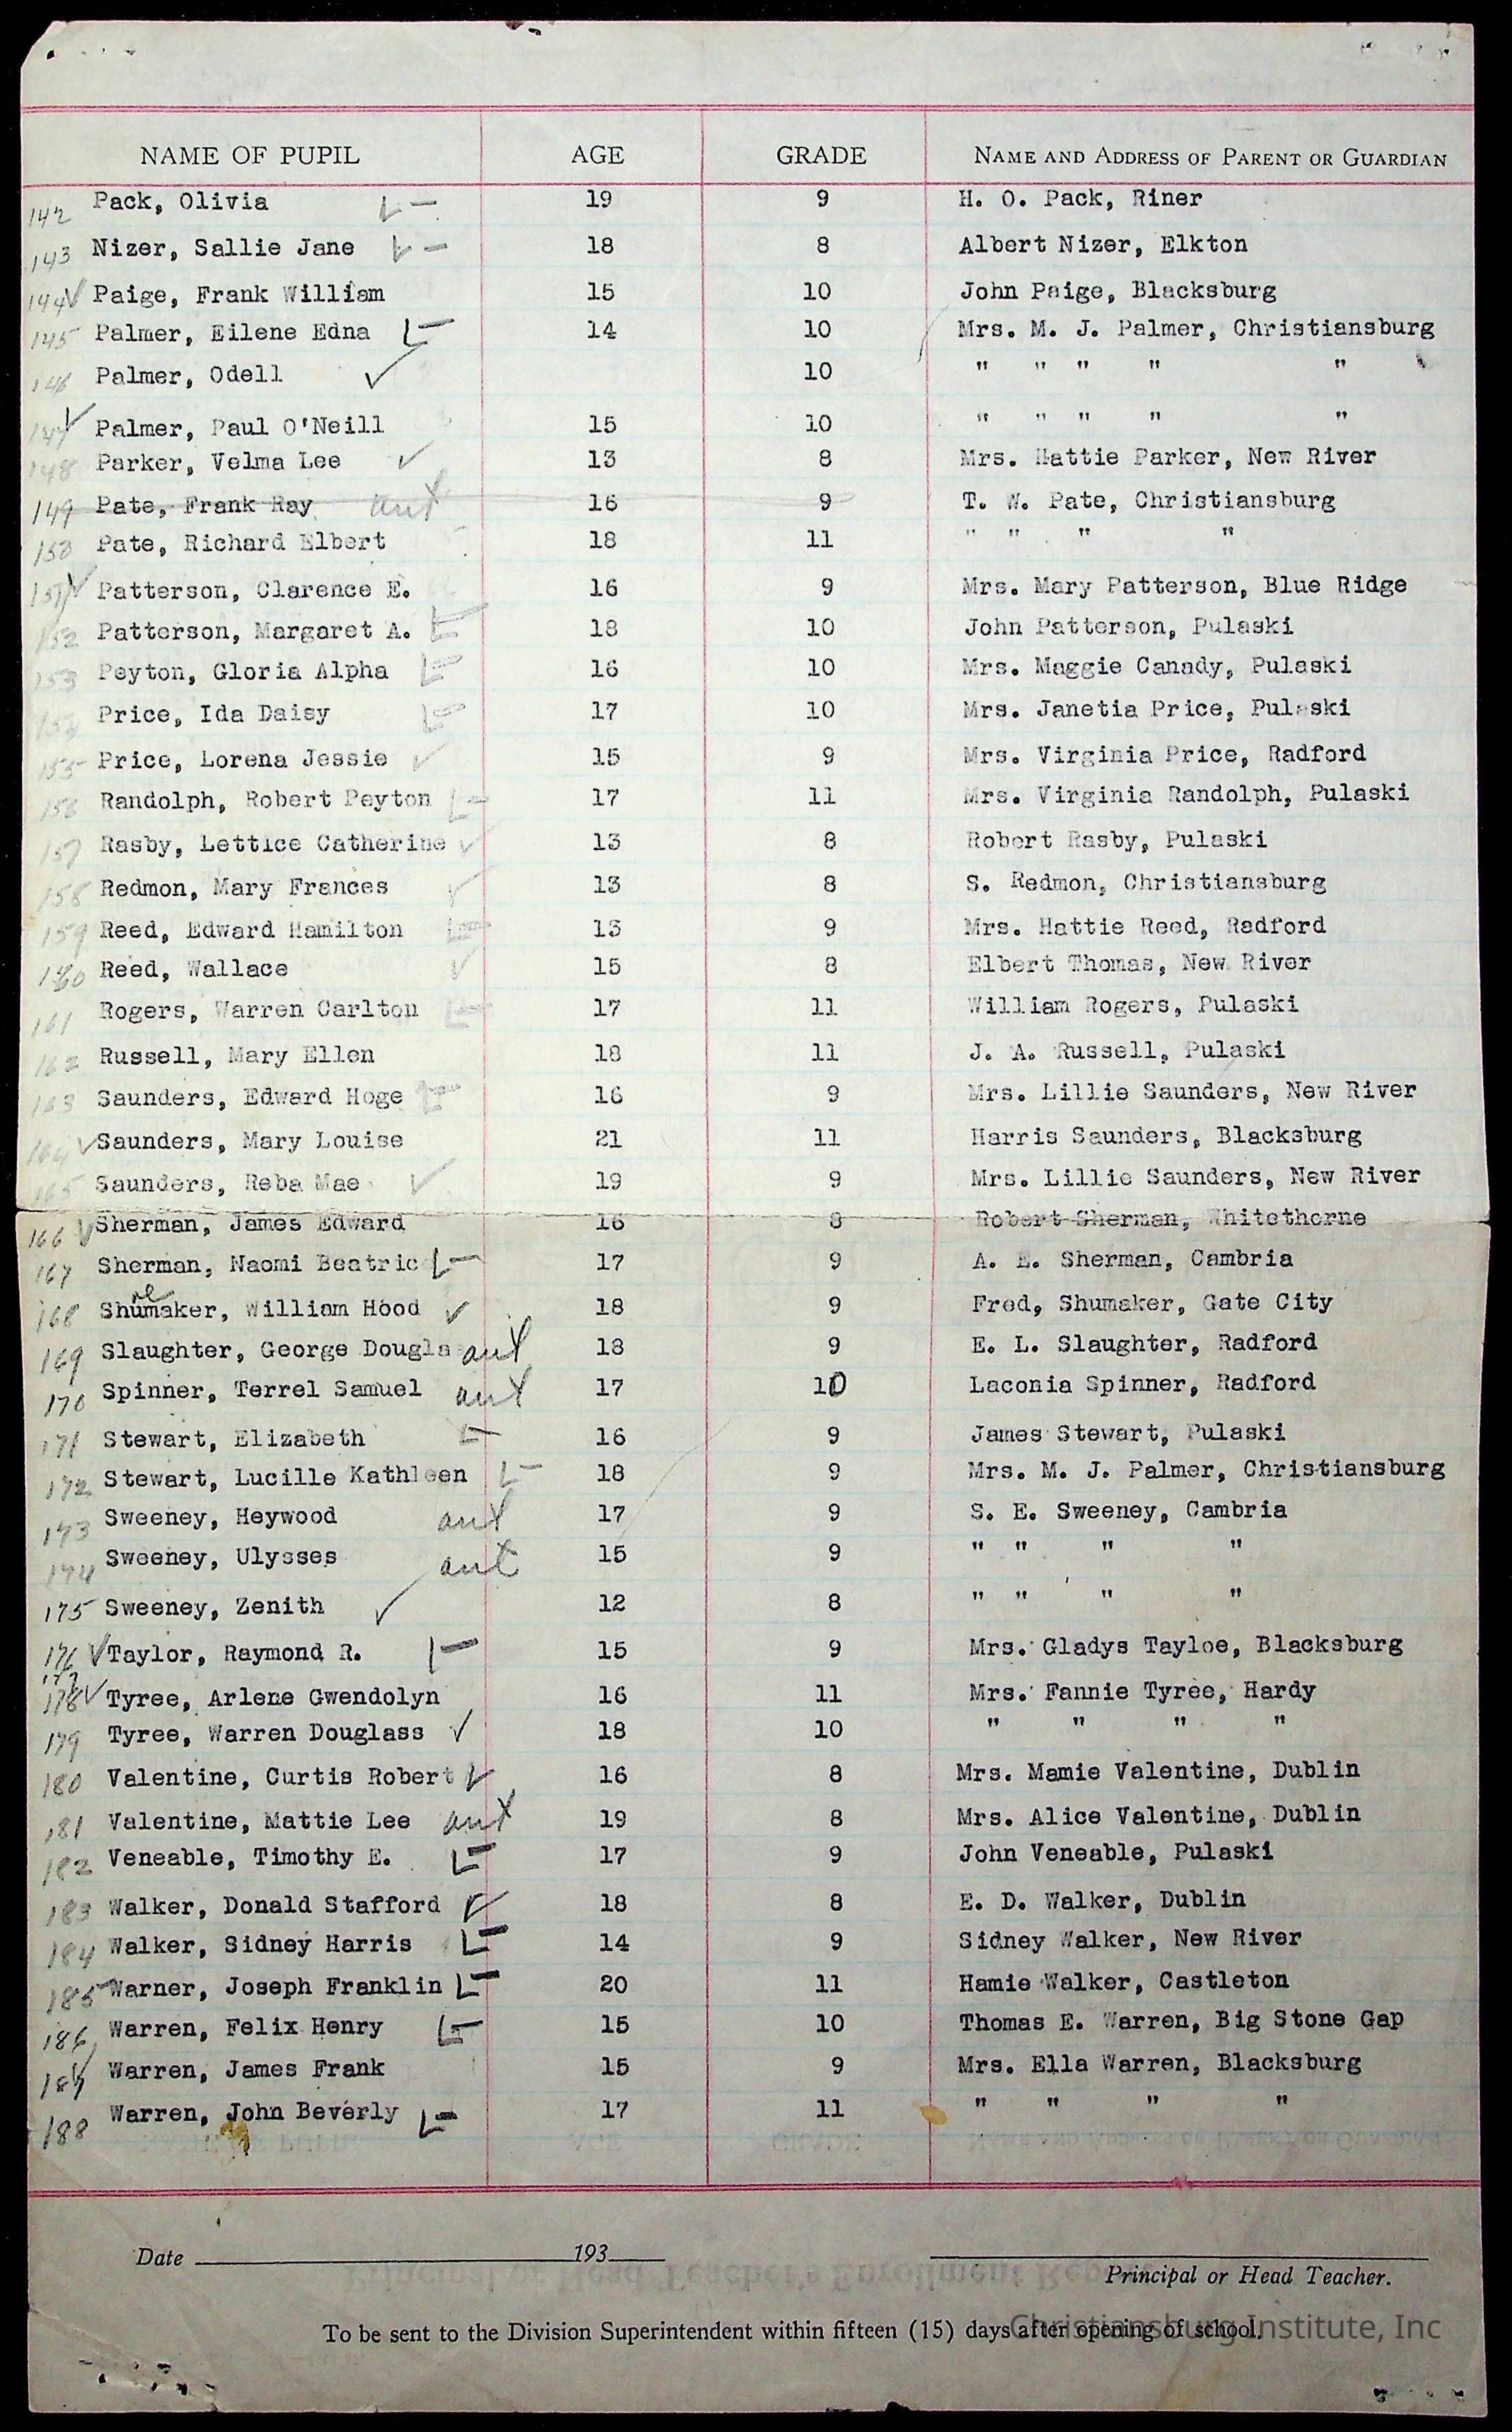 NAME OF PUPIL AGE GRADE NAME AND ADDRESS OF PARENT OR GUARDIAN
142 Pack, Olivia 19 9 H. O. Pack, Riner
143 Nizer, Sallie Jane 18 8 Albert Nizer, Elkton
144 Paige, Frank William 15 10 John Paige, Blacksburg
145 Palmer, Eilene Edna 14 10 Mrs. M. J. Palmer, Christiansburg
146 Palmer, Odell 10 " " " " "
147 Palmer, Paul O'Neill 15 10 " " " " "
148 Parker, Velma Lee 13 8 Mrs. Hattie Parker, New River
149 Pate, Frank Ray out 16 9 T. W. Pate, Christiansburg
150 Pate, Richard Elbert 18 11 " " " "
151 Patterson, Clarence E. 16 9 Mrs. Mary Patterson, Blue Ridge
152 Patterson, Margaret A. 18 10 John Patterson, Pulaski
153 Peyton, Gloria Alpha 16 10 Mrs. Maggie Canady, Pulaski
154 Price, Ida Daisy 17 10 Mrs. Janetia Price, Pulaski
155 Price, Lorena Jessie 15 9 Mrs. Virginia Price, Radford
156 Randolph, Robert Peyton 17 11 Mrs. Virginia Randolph, Pulaski
157 Rasby, Lettice Catherine 13 8 Robert Rasby, Pulaski
158 Redmon, Mary Frances 13 8 S. Redmon, Christiansburg
159 Reed, Edward Hamilton 13 9 Mrs. Hattie Reed, Radford
160 Reed, Wallace 15 8 Elbert Thomas, New River
161 Rogers, Warren Carlton 17 11 William Rogers, Pulaski
162 Russell, Mary Ellen 18 11 J. A. Russell, Pulaski
163 Saunders, Edward Hoge 16 9 Mrs. Lillie Saunders, New River
164 Saunders, Mary Louise 21 11 Harris Saunders, Blacksburg
165 Saunders, Reba Mae 19 9 Mrs. Lillie Saunders, New River
166 Sherman, James Edward 16 8 Robert Sherman, Whitethorne
167 Sherman, Naomi Beatric 17 9 A. E. Sherman, Cambria
168 Shumaker, William Hood 18 9 Fred, Shumaker, Gate City
169 Slaughter, George Dougla out 18 9 E. L. Slaughter, Radford
170 Spinner, Terrel Samuel out 17 10 Laconia Spinner, Radford
171 Stewart, Elizabeth 16 9 James Stewart, Pulaski
172 Stewart, Lucille Kathleen 18 9 Mrs. M. J. Palmer, Christiansburg
173 Sweeney, Heywood out 17 9 S. E. Sweeney, Cambria
174 Sweeney, Ulysses out 15 9 " " " "
175 Sweeney, Zenith 12 8 " " " "
176 Taylor, Raymond R. 15 9 Mrs. Gladys Tayloe, Blacksburg
177
178 Tyree, Arlene Gwendolyn 16 11 Mrs. Fannie Tyree, Hardy
179 Tyree, Warren Douglass 18 10 " " " "
180 Valentine, Curtis Robert 16 8 Mrs. Mamie Valentine, Dublin
181 Valentine, Mattie Lee out 19 8 Mrs. Alice Valentine, Dublin
182 Veneable, Timothy E. 17 9 John Veneable, Pulaski
183 Walker, Donald Stafford 18 8 E. D. Walker, Dublin
184 Walker, Sidney Harris 14 9 Sidney Walker, New River
185 Warner, Joseph Franklin 20 11 Hamie Walker, Castleton
186 Warren, Felix Henry 15 10 Thomas E. Warren, Big Stone Gap
187 Warren, James Frank 15 9 Mrs. Ella Warren, Blacksburg
188 Warren, John Beverly 17 11 " " " "
Date 193
Principal or Head Teacher.
To be sent to the Division Superintendent within fifteen (15) days after opening of school.
Christiansburg Institute, Inc